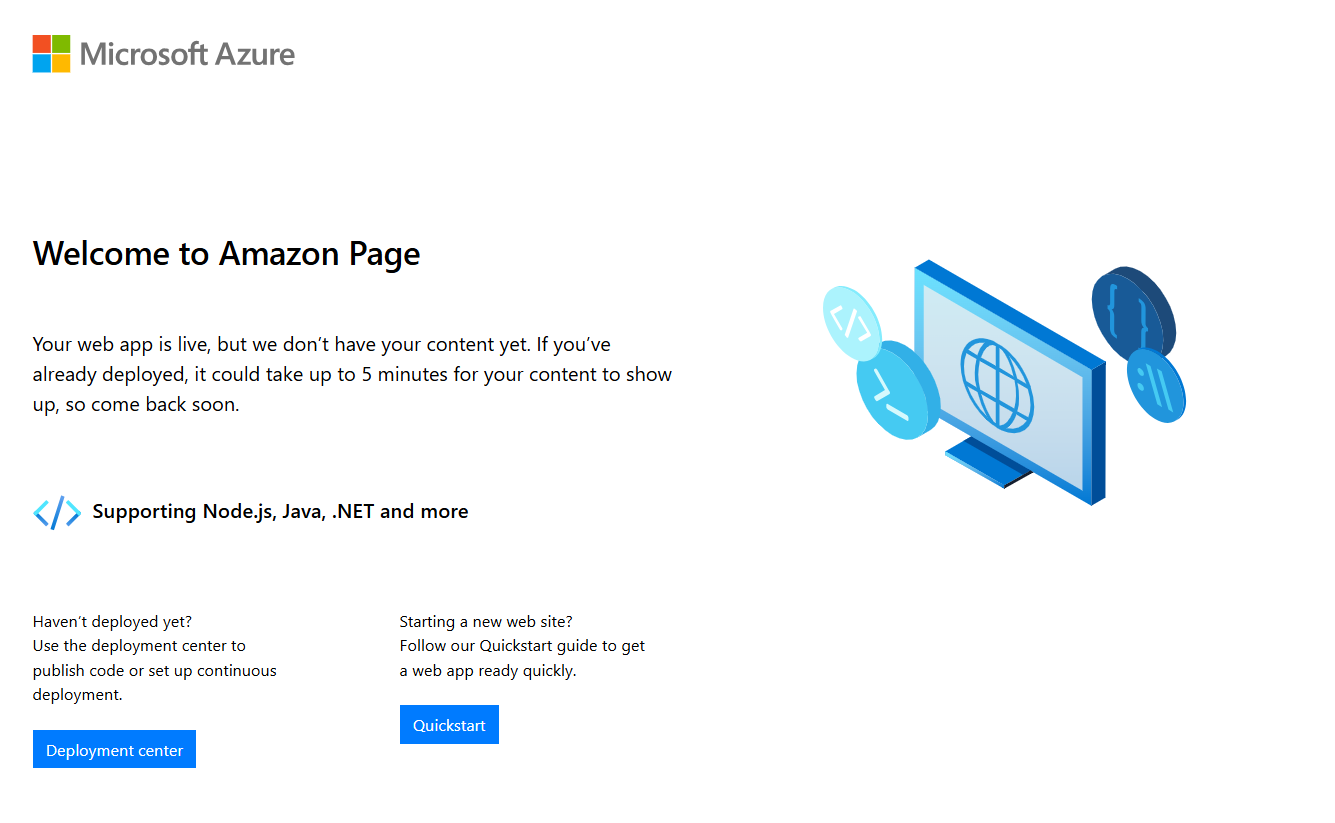 Microsoft Azure
Welcome to Amazon Page
Your web app is live, but we don’t have your content yet. If you’ve
already deployed, it could take up to 5 minutes for your content to show
up, so come back soon.
Supporting Node.js, Java, .NET and more
Haven’t deployed yet?
Use the deployment center to
publish code or set up continuous
deployment.
Deployment center
Starting a new web site?
Follow our Quickstart guide to get
a web app ready quickly.
Quickstart